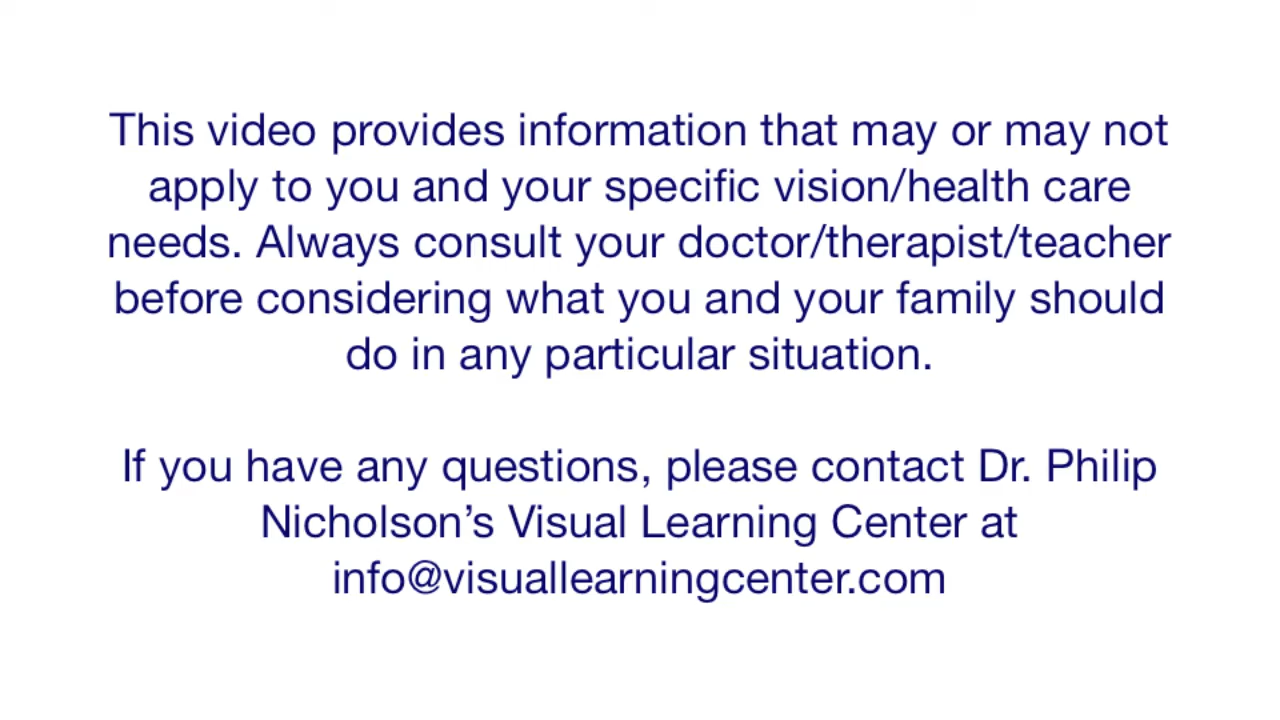 This video provides information that may or may not
apply to you and your specific vision/health care
needs. Always consult your doctor/therapist/teacher
before considering what you and your family should
do in any particular situation.
If you have any questions, please contact Dr. Philip
Nicholson’s Visual Learning Center at
info@visuallearningcenter.com